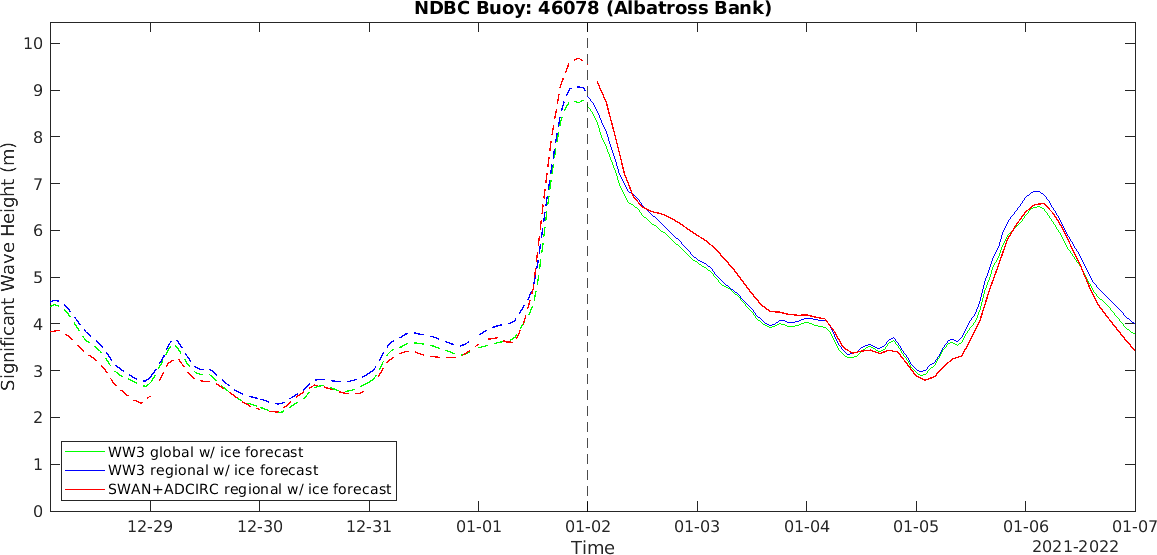 NDBC Buoy: 46078 (Albatross Bank)
10
9
8
7
6
5
4
3
2
1
0
Significant Wave Height (m)
WW3 global w/ ice forecast
WW3 regional w/ ice forecast
SWAN+ADCIRC regional w/ ice forecast
12-29 12-30 12-31 01-01 01-02 01-03 01-04 01-05 01-06 01-07
Time
2021-2022